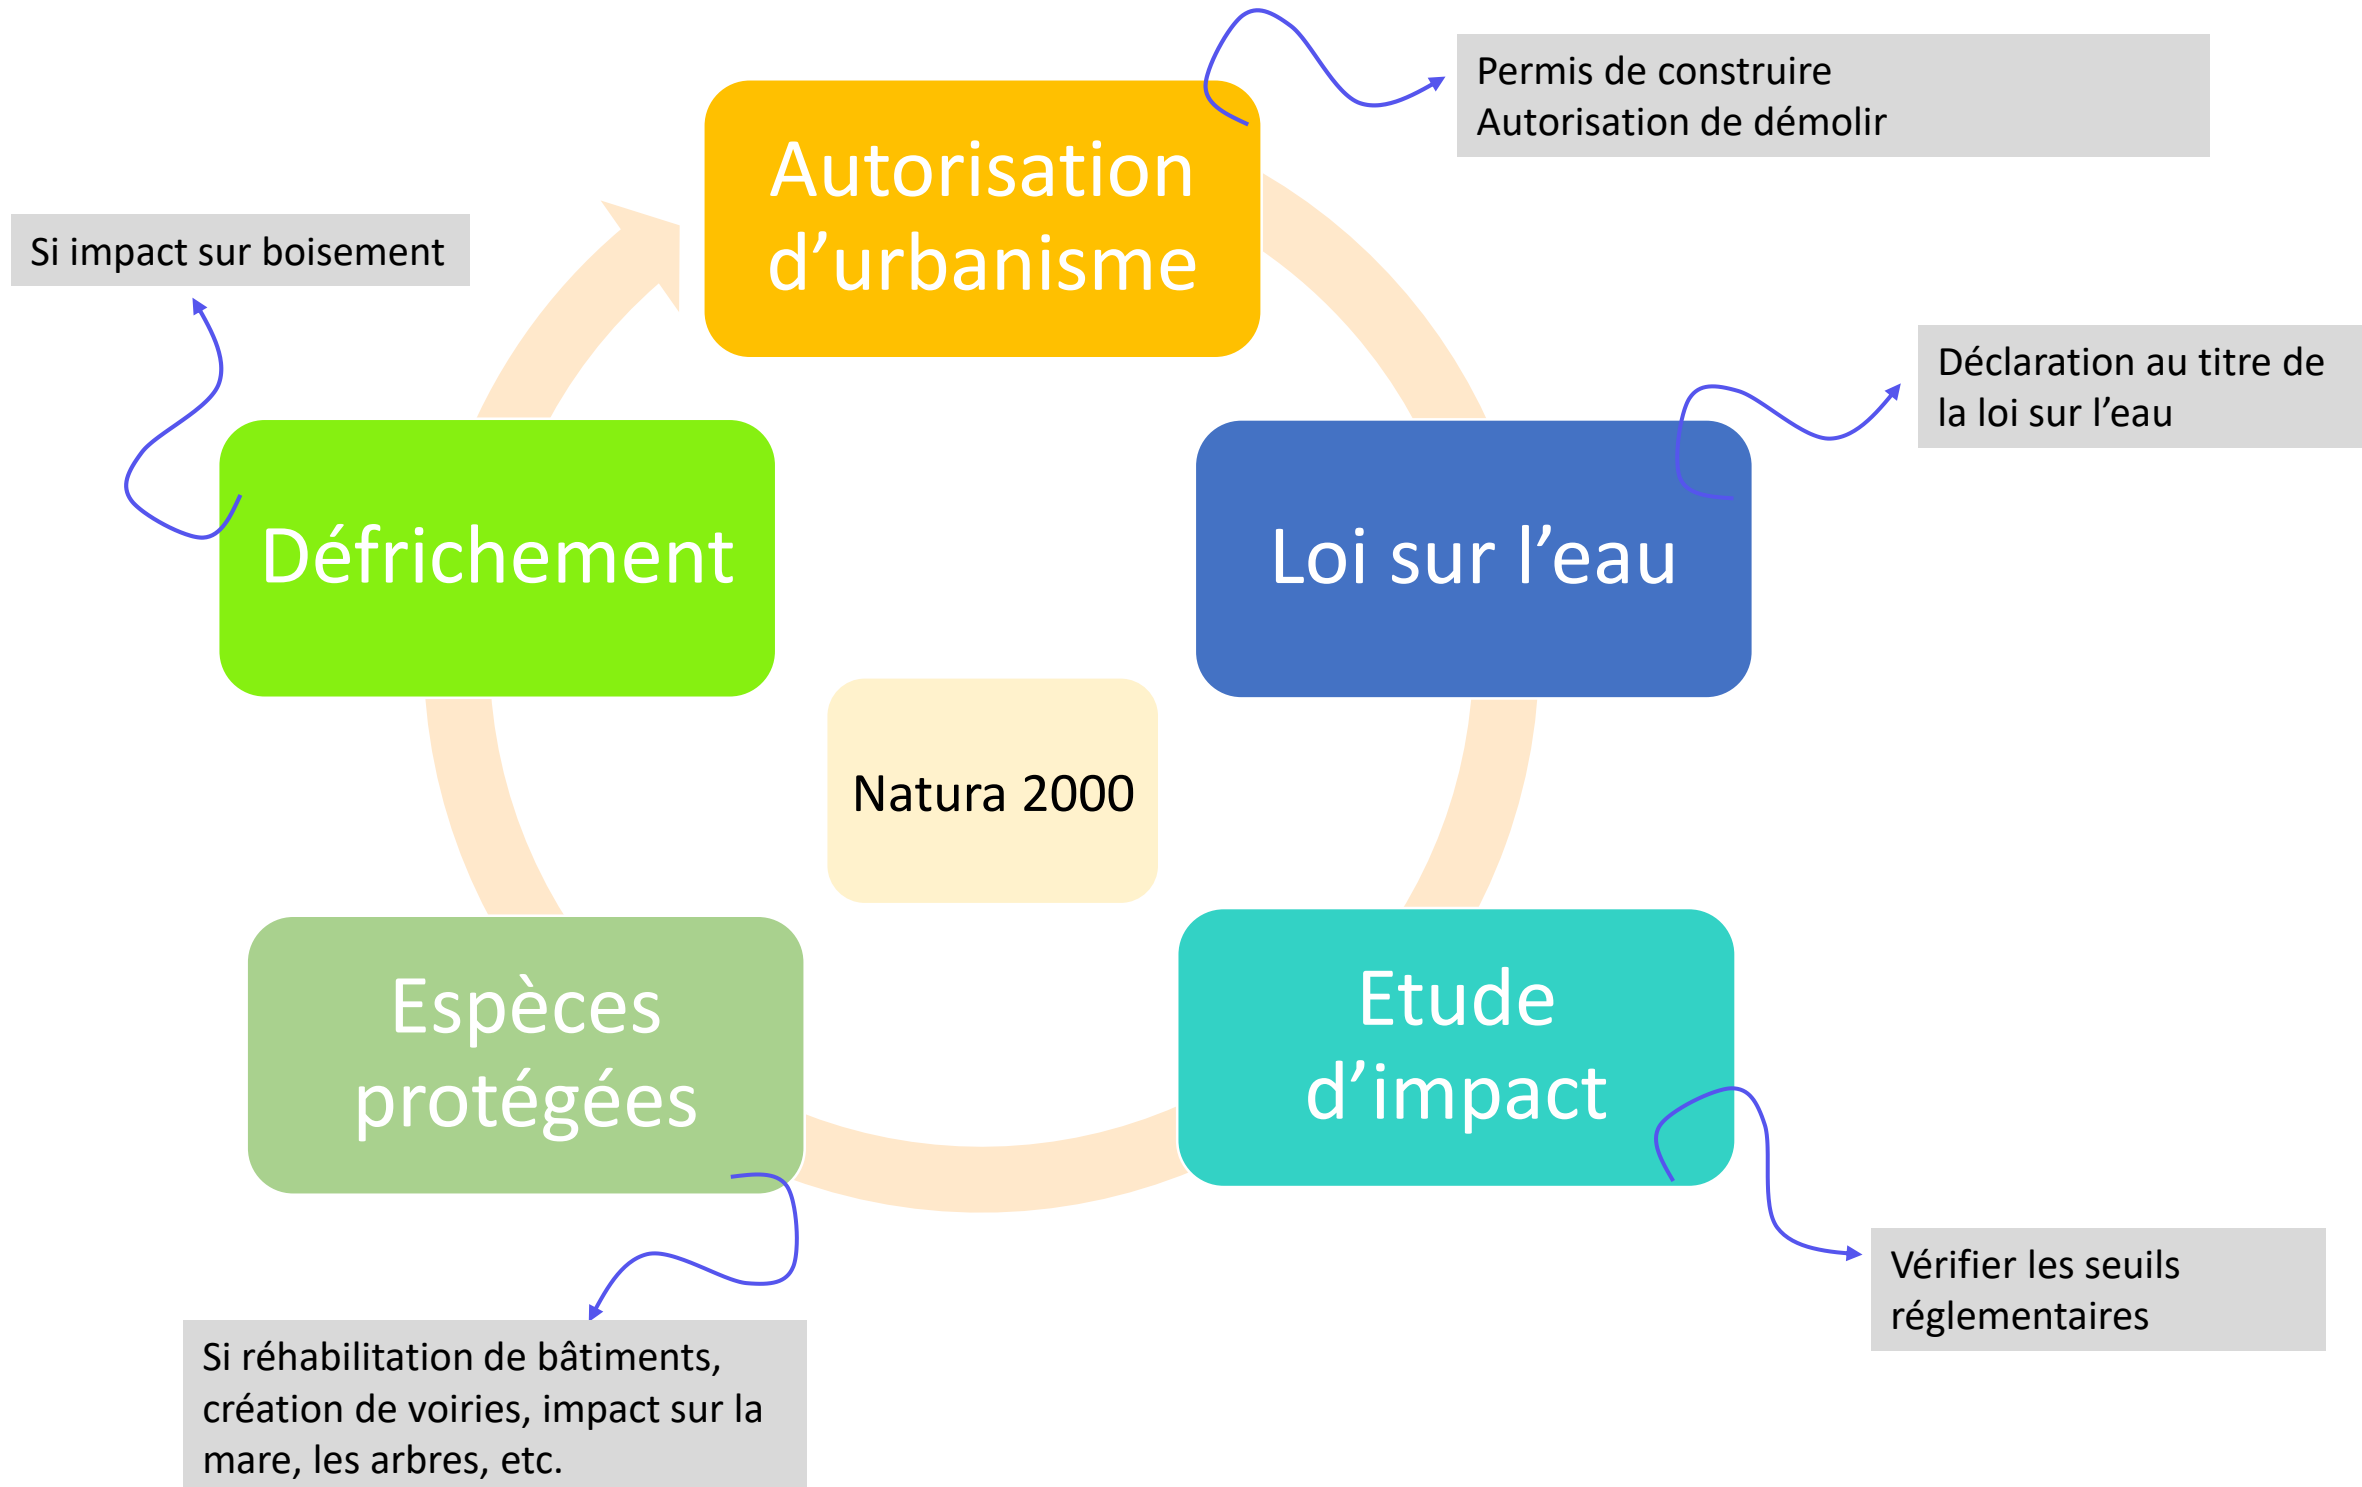 Permis de construire
Autorisation de démolir
Autorisation
d’urbanisme
Si impact sur boisement
Déclaration au titre de
la loi sur l’eau
Défrichement
Loi sur l’eau
Natura 2000
Espèces
protégées
Etude
d’impact
Vérifier les seuils
réglementaires
Si réhabilitation de bâtiments,
création de voiries, impact sur la
mare, les arbres, etc.